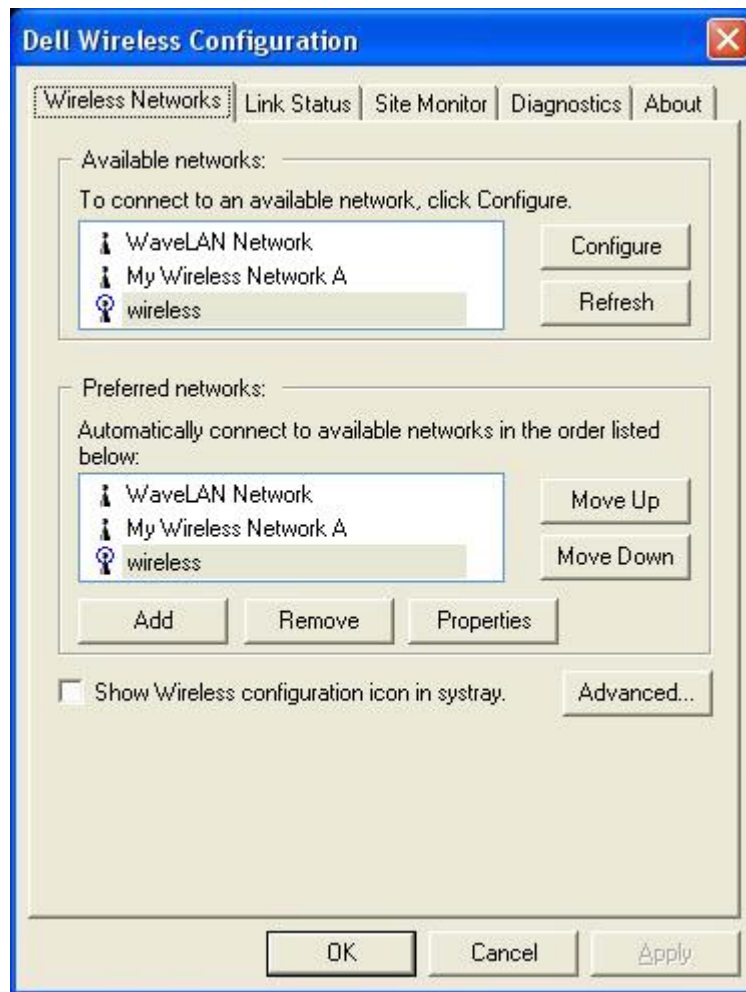 Dell Wireless Configuration
Wireless Networks Link Status Site Monitor Diagnostics About
Available networks:
To connect to an available network, click Configure.
WaveLAN Network
My Wireless Network A
wireless
Configure
Refresh
Preferred networks:
Automatically connect to available networks in the order listed
below:
WaveLAN Network
My Wireless Network A
wireless
Move Up
Move Down
Add Remove Properties
Show Wireless configuration icon in systray. Advanced...
OK Cancel Apply